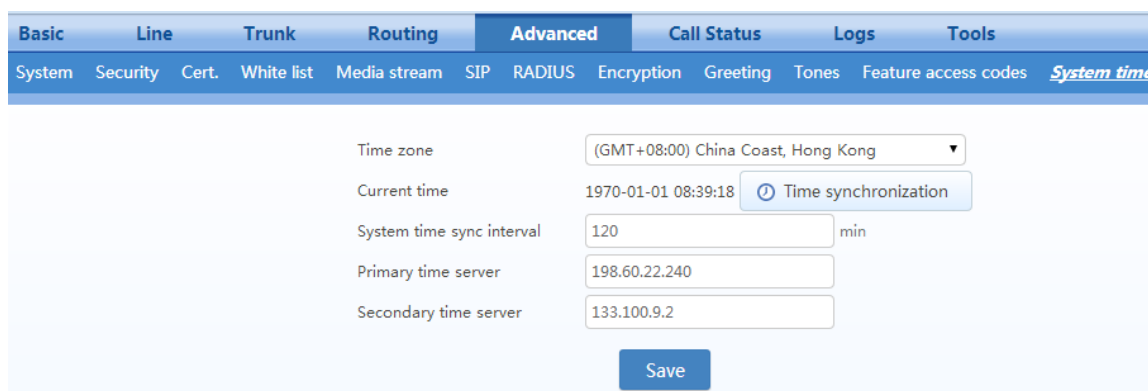 Basic Line Trunk Routing Advanced Call Status Logs Tools
System Security Cert. White list Media stream SIP RADIUS Encryption Greeting Tones Feature access codes System time
Time zone (GMT+08:00) China Coast, Hong Kong
Current time 1970-01-01 08:39:18 Time synchronization
System time sync interval 120 min
Primary time server 198.60.22.240
Secondary time server 133.100.9.2
Save